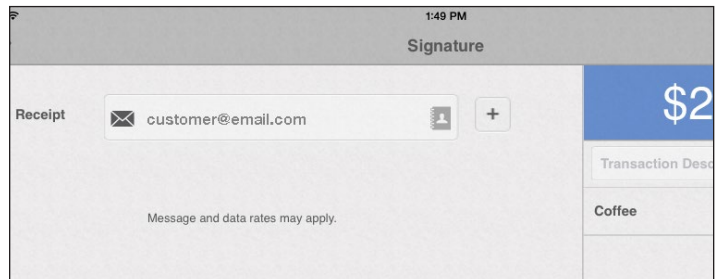 1:49 PM
Signature
$2
Receipt
customer@email.com
+
Transaction Desc
Message and data rates may apply.
Coffee